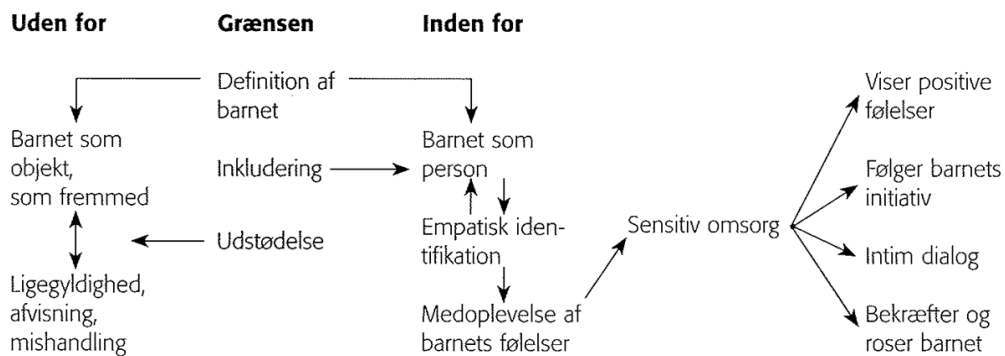 Uden for
Grænsen
Inden for
Definition af
barnet
Barnet som
objekt,
som fremmed
Inkludering
Barnet som
person
Udstødelse
Empatisk iden-
tifikation
Ligegyldighed,
afvisning,
mishandling
Medoplevelse af
barnets følelser
Sensitiv omsorg
Viser positive
følelser
Følger barnets
initiativ
Intim dialog
Bekræfter og
roser barnet